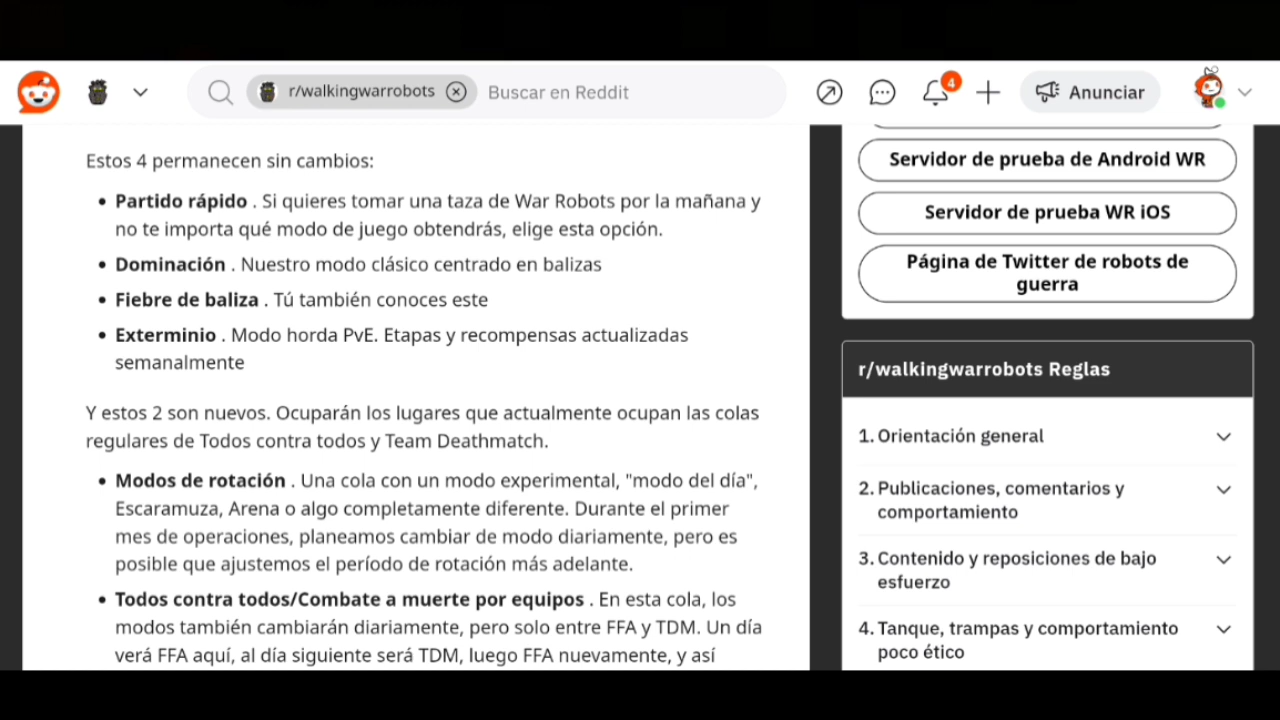 r/walkingwarrobots
Buscar en Reddit
4
Anunciar
Estos 4 permanecen sin cambios:
• Partido rápido . Si quieres tomar una taza de War Robots por la mañana y
no te importa qué modo de juego obtendrás, elige esta opción.
• Dominación . Nuestro modo clásico centrado en balizas
• Fiebre de baliza . Tú también conoces este
• Exterminio . Modo horda PvE. Etapas y recompensas actualizadas
semanalmente
Y estos 2 son nuevos. Ocuparán los lugares que actualmente ocupan las colas
regulares de Todos contra todos y Team Deathmatch.
• Modos de rotación . Una cola con un modo experimental, "modo del día",
Escaramuza, Arena o algo completamente diferente. Durante el primer
mes de operaciones, planeamos cambiar de modo diariamente, pero es
posible que ajustemos el período de rotación más adelante.
• Todos contra todos/Combate a muerte por equipos . En esta cola, los
modos también cambiarán diariamente, pero solo entre FFA y TDM. Un día
verá FFA aquí, al día siguiente será TDM, luego FFA nuevamente, y así
Servidor de prueba de Android WR
Servidor de prueba WR iOS
Página de Twitter de robots de
guerra
r/walkingwarrobots Reglas
1. Orientación general
2. Publicaciones, comentarios y
comportamiento
3. Contenido y reposiciones de bajo
esfuerzo
4. Tanque, trampas y comportamiento
poco ético